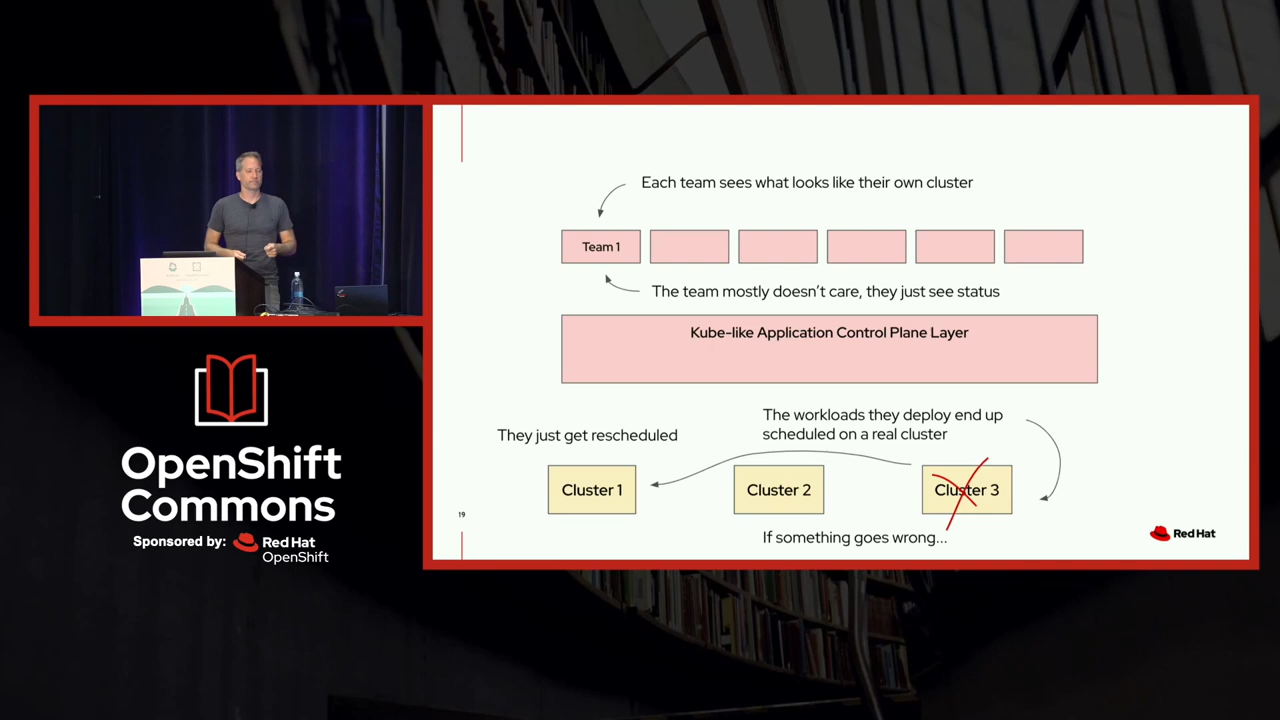 Each team sees what looks like their own cluster
Team 1
The team mostly doesn't care, they just see status
Kube-like Application Control Plane Layer
The workloads they deploy end up
scheduled on a real cluster
They just get rescheduled
Cluster 1
Cluster 2
Cluster 3
If something goes wrong...
19
Red Hat
OpenShift
Commons
Sponsored by:
Red Hat
OpenShift